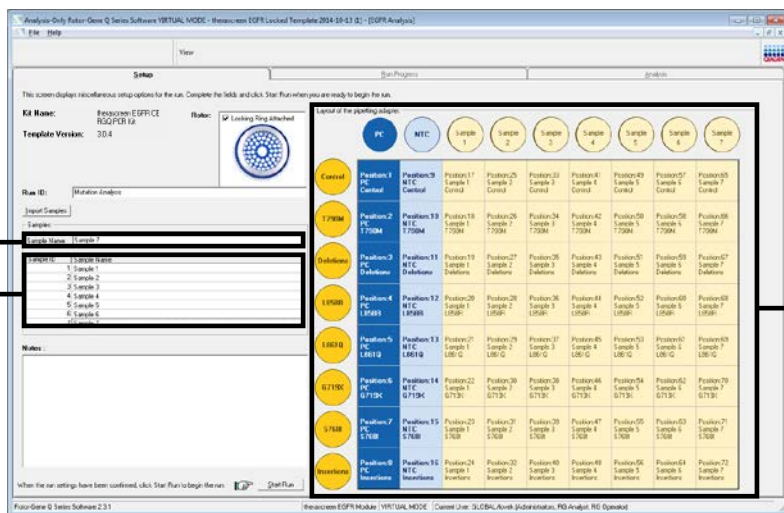 Analysis-Only Rotor-Gene Q Series Software VIRTUAL MODE - therascreen EGFR Locked Template 2014-10-13 (1) - [EGFR Analysis]
File Help
View
QIAGEN
Setup
Run Progress
Analysis
This screen displays miscellaneous setup options for the run. Complete the fields and click Start Run when you are ready to begin the run.
Kit Name: therascreen EGFR CE RGQ PCR Kit
Template Version: 3.0.4
Rotor:
Locking Ring Attached
Run ID: Mutation Analysis
Import Samples
Samples
Sample Name: Sample 7
Sample ID Sample Name
1 Sample 1
2 Sample 2
3 Sample 3
4 Sample 4
5 Sample 5
6 Sample 6
Notes :
When the run settings have been confirmed, click Start Run to begin the run.
Start Run
Layout of the pipetting adapter.
PC NTC Sample 1 Sample 2 Sample 3 Sample 4 Sample 5 Sample 6 Sample 7
Control
Position:1 Position:9 Position:17 Position:25 Position:33 Position:41 Position:49 Position:57 Position:65
PC NTC Sample 1 Sample 2 Sample 3 Sample 4 Sample 5 Sample 6 Sample 7
Control Control Control Control Control Control Control Control Control
T790M
Position:2 Position:10 Position:18 Position:26 Position:34 Position:42 Position:50 Position:58 Position:66
PC NTC Sample 1 Sample 2 Sample 3 Sample 4 Sample 5 Sample 6 Sample 7
T790M T790M T790M T790M T790M T790M T790M T790M T790M
Deletions
Position:3 Position:11 Position:19 Position:27 Position:35 Position:43 Position:51 Position:59 Position:67
PC NTC Sample 1 Sample 2 Sample 3 Sample 4 Sample 5 Sample 6 Sample 7
Deletions Deletions Deletions Deletions Deletions Deletions Deletions Deletions Deletions
L858R
Position:4 Position:12 Position:20 Position:28 Position:36 Position:44 Position:52 Position:60 Position:68
PC NTC Sample 1 Sample 2 Sample 3 Sample 4 Sample 5 Sample 6 Sample 7
L858R L858R L858R L858R L858R L858R L858R L858R L858R
L861Q
Position:5 Position:13 Position:21 Position:29 Position:37 Position:45 Position:53 Position:61 Position:69
PC NTC Sample 1 Sample 2 Sample 3 Sample 4 Sample 5 Sample 6 Sample 7
L861Q L861Q L861Q L861Q L861Q L861Q L861Q L861Q L861Q
G719X
Position:6 Position:14 Position:22 Position:30 Position:38 Position:46 Position:54 Position:62 Position:70
PC NTC Sample 1 Sample 2 Sample 3 Sample 4 Sample 5 Sample 6 Sample 7
G719X G719X G719X G719X G719X G719X G719X G719X G719X
S768I
Position:7 Position:15 Position:23 Position:31 Position:39 Position:47 Position:55 Position:63 Position:71
PC NTC Sample 1 Sample 2 Sample 3 Sample 4 Sample 5 Sample 6 Sample 7
S768I S768I S768I S768I S768I S768I S768I S768I S768I
Insertions
Position:8 Position:16 Position:24 Position:32 Position:40 Position:48 Position:56 Position:64 Position:72
PC NTC Sample 1 Sample 2 Sample 3 Sample 4 Sample 5 Sample 6 Sample 7
Insertions Insertions Insertions Insertions Insertions Insertions Insertions Insertions Insertions
Rotor-Gene Q Series Software 2.3.1
therascreen EGFR Module VIRTUAL MODE Current User: (Administrators, RG Analyst, RG Operator)